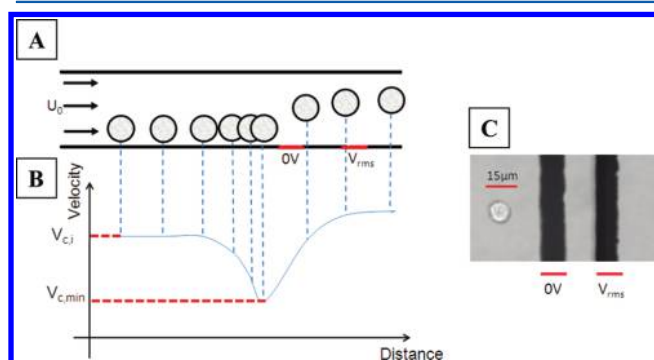 A
U₀
0V
Vrms
B
Velocity
Vc,i
Vc,min
Distance
C
15μm
0V
Vrms